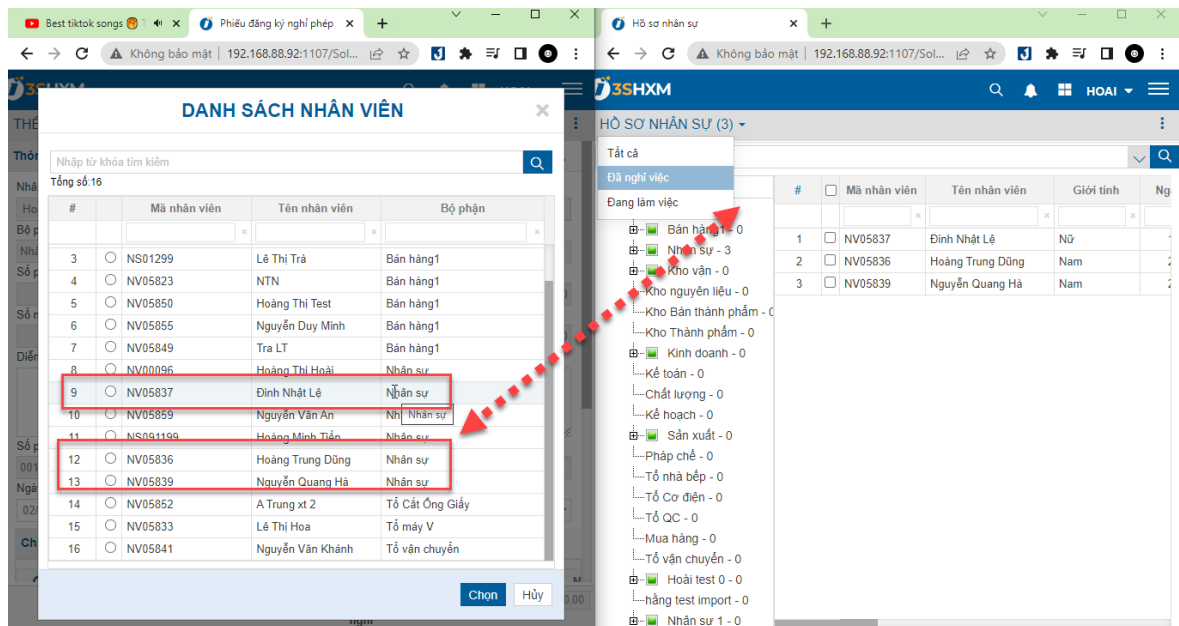 Best tiktok songs
Phiếu đăng ký nghỉ phép
Không bảo mật | 192.168.88.92:1107/Sol...
3SHXM
DANH SÁCH NHÂN VIÊN
Nhập từ khóa tìm kiếm
Tổng số:16
# Mã nhân viên Tên nhân viên Bộ phận
3 NS01299 Lê Thị Trà Bán hàng1
4 NV05823 NTN Bán hàng1
5 NV05850 Hoàng Thị Test Bán hàng1
6 NV05855 Nguyễn Duy Minh Bán hàng1
7 NV05849 Tra LT Bán hàng1
8 NV00096 Hoàng Thị Hoài Nhân sự
9 NV05837 Đinh Nhật Lệ Nhân sự
10 NV05859 Nguyễn Văn An Nh
Nhân sự
11 NS091199 Hoàng Minh Tiến Nhân sự
12 NV05836 Hoàng Trung Dũng Nhân sự
13 NV05839 Nguyễn Quang Hà Nhân sự
14 NV05852 A Trung xt 2 Tổ Cắt Ống Giấy
15 NV05833 Lê Thị Hoa Tổ máy V
16 NV05841 Nguyễn Văn Khánh Tổ vận chuyển
Chọn Hủy
0.00
Hồ sơ nhân sự
Không bảo mật | 192.168.88.92:1107/Sol...
3SHXM
HOAI
HỒ SƠ NHÂN SỰ (3)
Tất cả
Đã nghỉ việc
Đang làm việc
Bán hàng1 - 0
Nhân sự - 3
Kho vận - 0
Kho nguyên liệu - 0
Kho Bán thành phẩm - 0
Kho Thành phẩm - 0
Kinh doanh - 0
Kế toán - 0
Chất lượng - 0
Kế hoạch - 0
Sản xuất - 0
Pháp chế - 0
Tổ nhà bếp - 0
Tổ Cơ điện - 0
Tổ QC - 0
Mua hàng - 0
Tổ vận chuyển - 0
Hoài test 0 - 0
hằng test import - 0
Nhân sự 1 - 0
# Mã nhân viên Tên nhân viên Giới tính
1 NV05837 Đinh Nhật Lệ Nữ
2 NV05836 Hoàng Trung Dũng Nam
3 NV05839 Nguyễn Quang Hà Nam